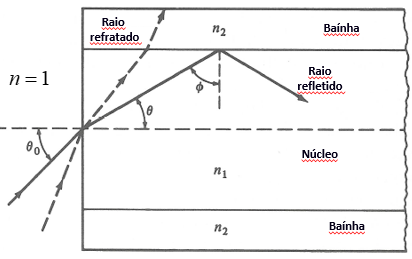 Raio
refratado
n₂
Baínha
n = 1
Raio
refletido
ϕ
θ
θ₀
Núcleo
n₁
n₂
Baínha